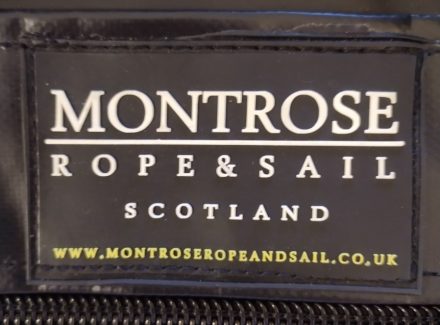 MONTROSE
ROPE & SAIL
SCOTLAND
WWW.MONTROSEROPEANDSAIL.CO.UK